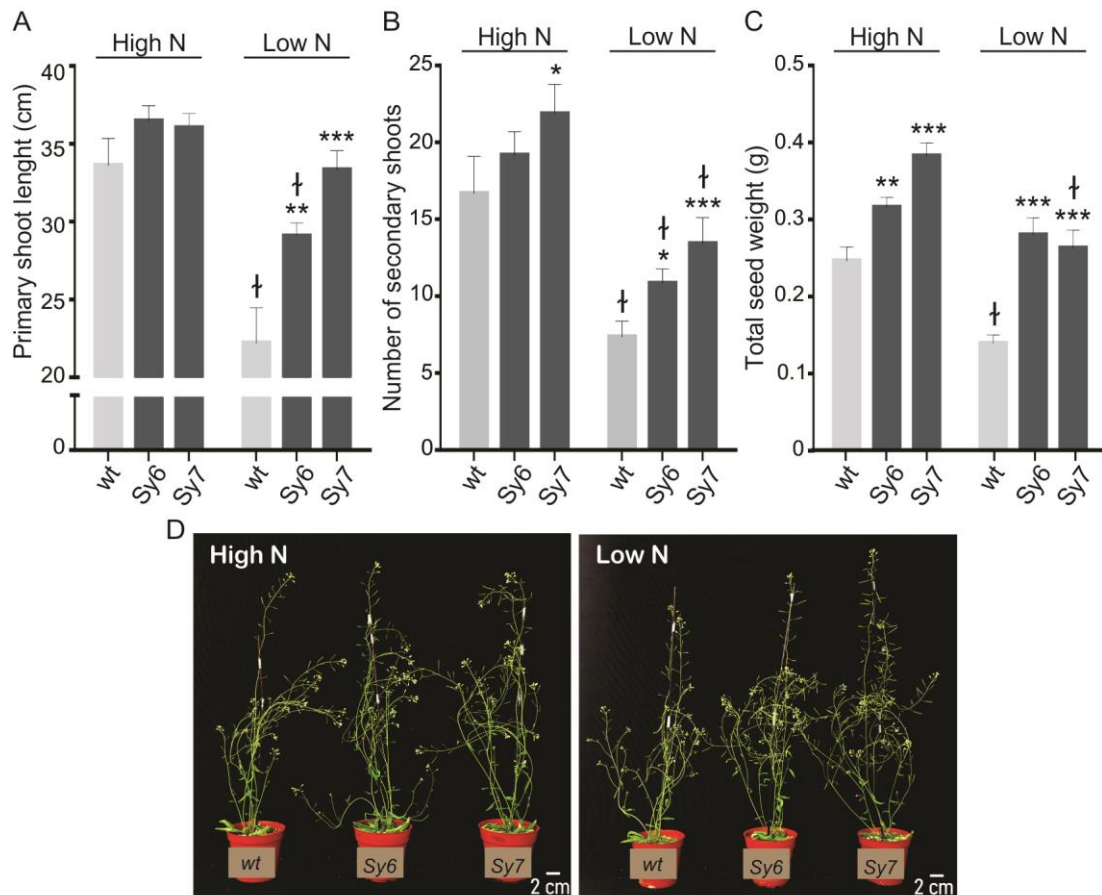 A
High N
Low N
Primary shoot lenght (cm)
40
35
30
25
20
0
ɫ
ɫ
**
***
wt
Sy6
Sy7
wt
Sy6
Sy7
B
High N
Low N
Number of secondary shoots
25
20
15
10
5
0
*
ɫ
ɫ
*
ɫ
***
wt
Sy6
Sy7
wt
Sy6
Sy7
C
High N
Low N
Total seed weight (g)
0.5
0.4
0.3
0.2
0.1
0
**
***
ɫ
***
ɫ
***
wt
Sy6
Sy7
wt
Sy6
Sy7
D
High N
wt
Sy6
Sy7
2 cm
Low N
wt
Sy6
Sy7
2 cm